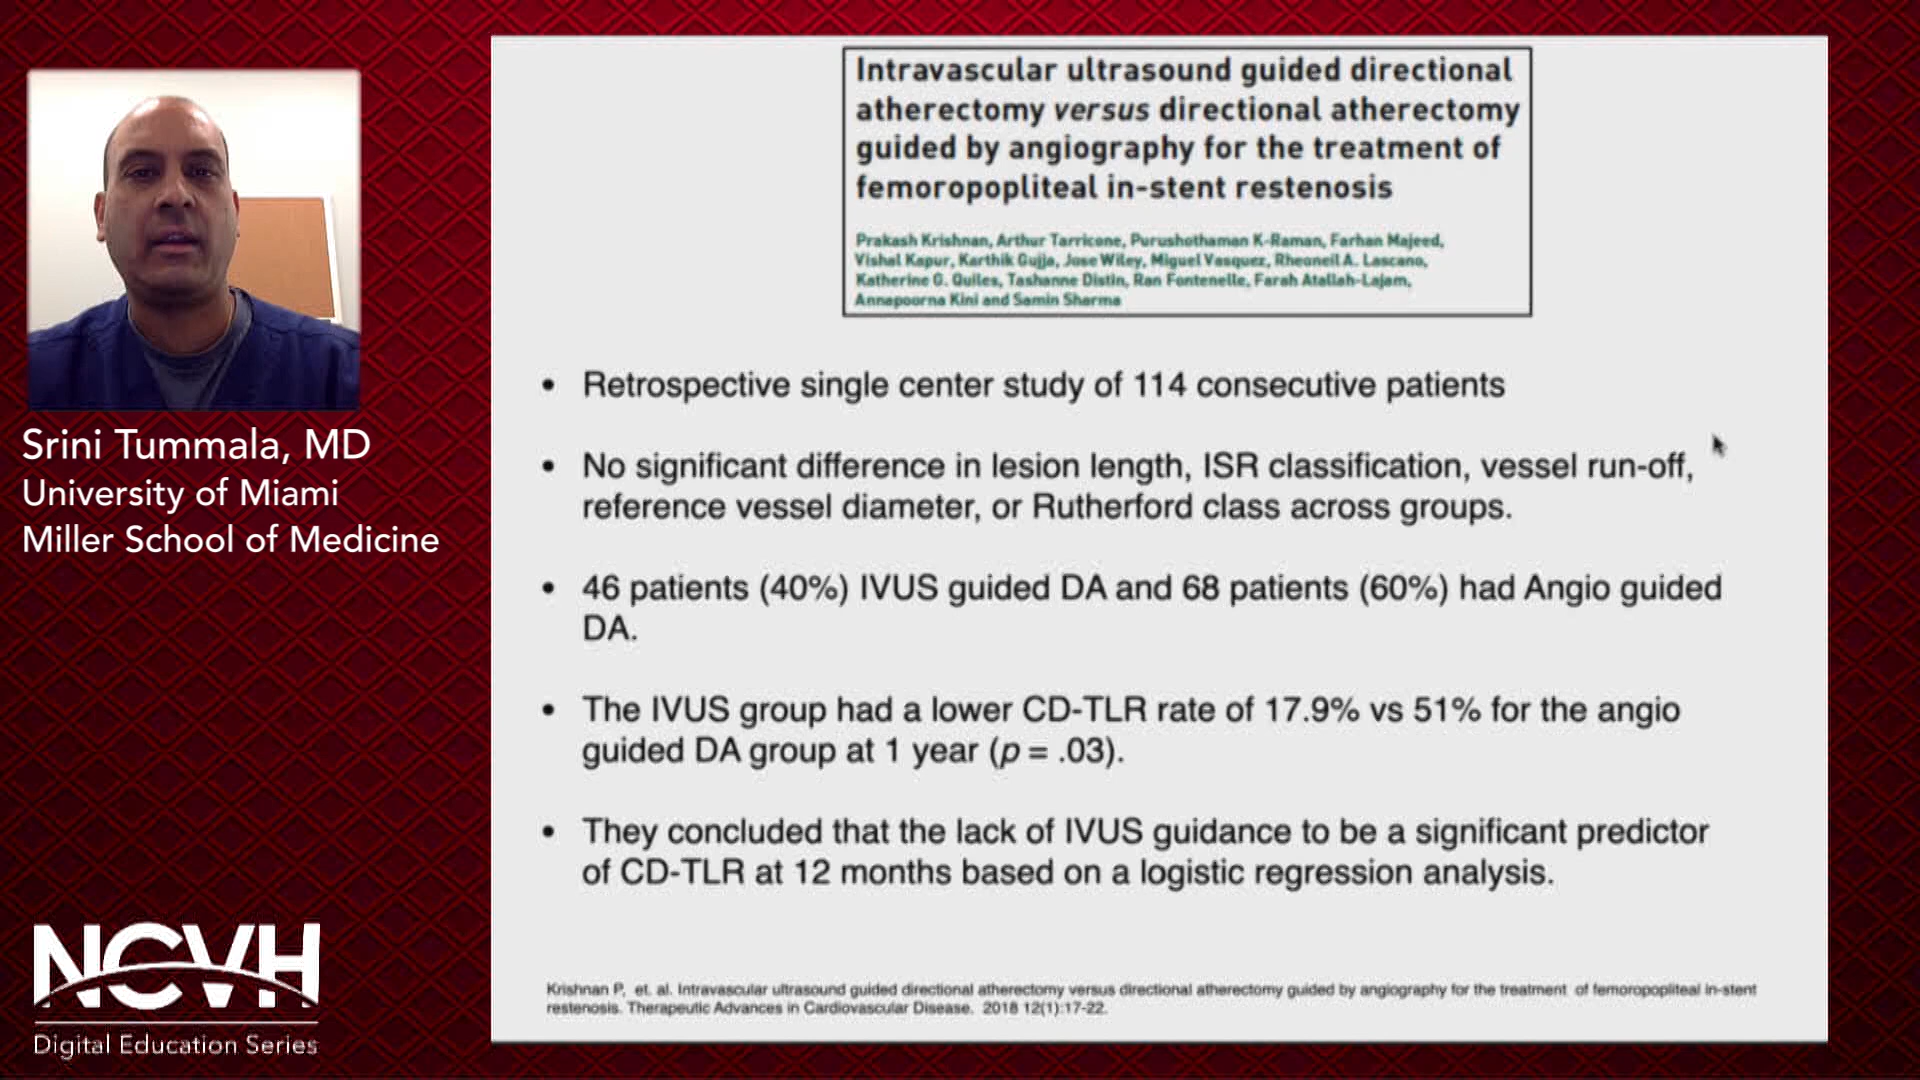 Intravascular ultrasound guided directional
atherectomy versus directional atherectomy
guided by angiography for the treatment of
femoropopliteal in-stent restenosis
Prakash Krishnan, Arthur Tarricone, Purushothaman K-Raman, Farhan Majeed,
Vishal Kapur, Karthik Gujja, Jose Wiley, Miguel Vasquez, Rheoneil A. Lascano,
Katherine G. Quiles, Tashanne Distin, Ran Fontenelle, Farah Atallah-Lajam,
Annapoorna Kini and Samin Sharma
• Retrospective single center study of 114 consecutive patients
• No significant difference in lesion length, ISR classification, vessel run-off,
reference vessel diameter, or Rutherford class across groups.
• 46 patients (40%) IVUS guided DA and 68 patients (60%) had Angio guided
DA.
• The IVUS group had a lower CD-TLR rate of 17.9% vs 51% for the angio
guided DA group at 1 year (p = .03).
• They concluded that the lack of IVUS guidance to be a significant predictor
of CD-TLR at 12 months based on a logistic regression analysis.
Krishnan P, et. al. Intravascular ultrasound guided directional atherectomy versus directional atherectomy guided by angiography for the treatment of femoropopliteal in-stent
restenosis. Therapeutic Advances in Cardiovascular Disease. 2018 12(1):17-22.
Srini Tummala, MD
University of Miami
Miller School of Medicine
NCVH
Digital Education Series